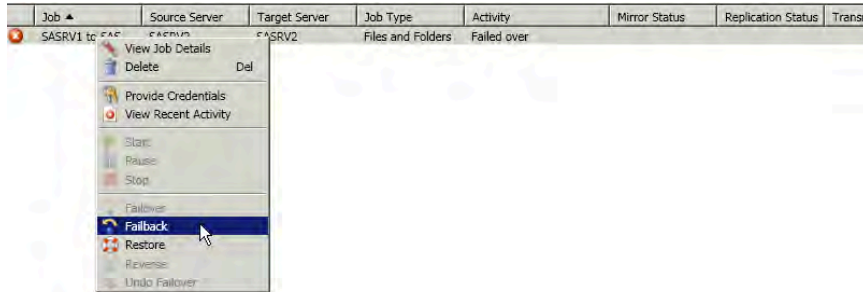 Job Source Server Target Server Job Type Activity Mirror Status Replication Status Transm
SASRV1 to SAS SASRV2 SASRV2 Files and Folders Failed over
View Job Details
Delete Del
Provide Credentials
View Recent Activity
Start
Pause
Stop
Failover
Failback
Restore
Reverse
Undo Failover